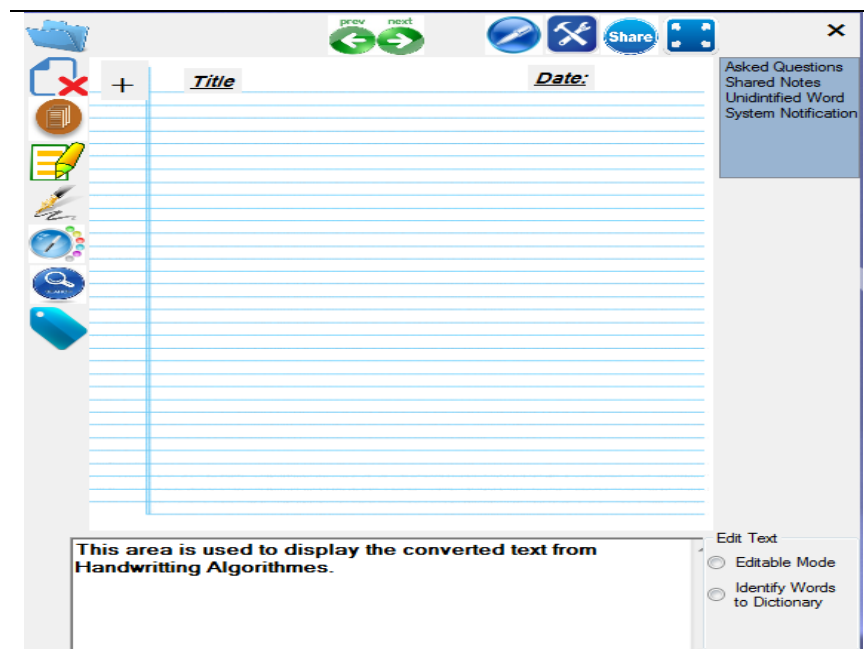 prev next
Share
+ Title Date:
Asked Questions
Shared Notes
Unidintified Word
System Notification
This area is used to display the converted text from
Handwritting Algorithmes.
Edit Text
Editable Mode
Identify Words
to Dictionary